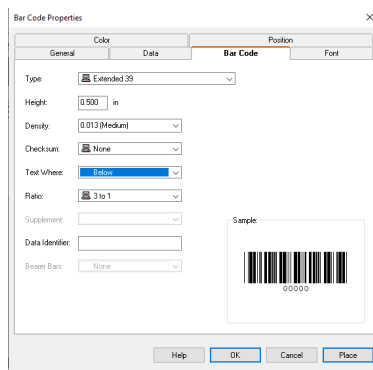 Bar Code Properties
Color Position
General Data Bar Code Font
Type: Extended 39
Height: 0.500 in
Density: 0.013 (Medium)
Checksum: None
Text Where: Below
Ratio: 3 to 1
Supplement:
Sample:
Data Identifier:
Bearer Bars: None
00000
Help OK Cancel Place